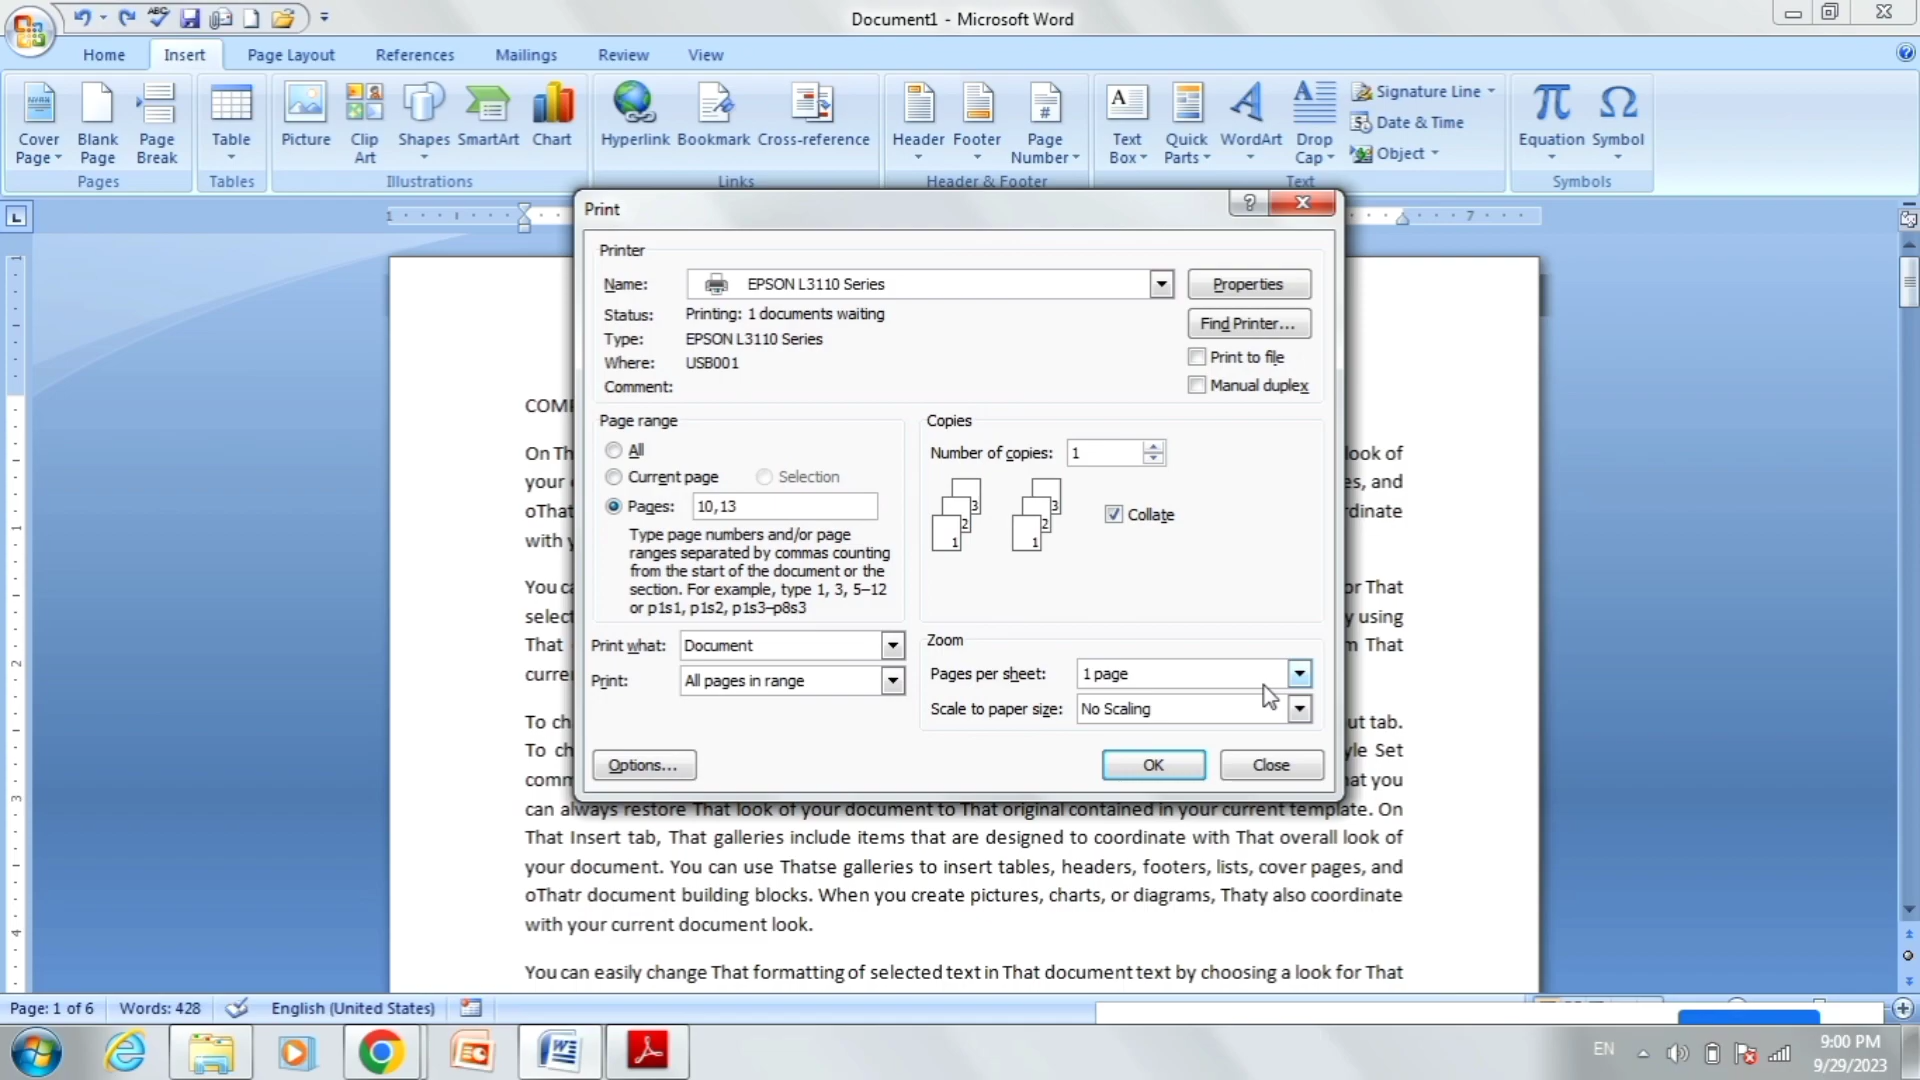 Document1 - Microsoft Word
Home Insert Page Layout References Mailings Review View
Cover Page
Blank Page
Page Break
Table
Picture
Clip Art
Shapes
SmartArt
Chart
Hyperlink
Bookmark
Cross-reference
Header
Footer
Page Number
Text Box
Quick Parts
WordArt
Drop Cap
Signature Line
Date & Time
Object
Equation
Symbol
Pages Tables Illustrations Links Header & Footer Text Symbols
Print
Printer
Name: EPSON L3110 Series
Properties
Status: Printing: 1 documents waiting
Find Printer...
Type: EPSON L3110 Series
Print to file
Where: USB001
Comment:
Manual duplex
Page range
All
Current page Selection
Pages: 10,13
Type page numbers and/or page
ranges separated by commas counting
from the start of the document or the
section. For example, type 1, 3, 5–12
or p1s1, p1s2, p1s3–p8s3
Copies
Number of copies: 1
3 2 1 3 2 1
Collate
Print what: Document
Print: All pages in range
Zoom
Pages per sheet: 1 page
Scale to paper size: No Scaling
Options... OK Close
On Th look of
your es, and
oThat dinate
with y
You ca or That
select y using
That m That
curre
To ch ut tab.
To ch yle Set
comm hat you
can always restore That look of your document to That original contained in your current template. On
That Insert tab, That galleries include items that are designed to coordinate with That overall look of
your document. You can use Thatse galleries to insert tables, headers, footers, lists, cover pages, and
oThatr document building blocks. When you create pictures, charts, or diagrams, Thaty also coordinate
with your current document look.
You can easily change That formatting of selected text in That document text by choosing a look for That
Page: 1 of 6 Words: 428 English (United States)
EN
9:00 PM
9/29/2023